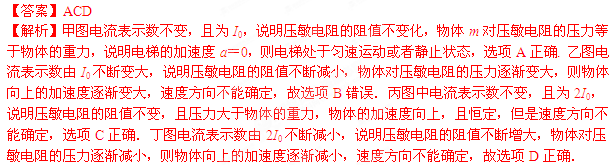 【答案】ACD
【解析】甲图电流表示数不变，且为 I₀，说明压敏电阻的阻值不变化，物体 m 对压敏电阻的压力等
于物体的重力，说明电梯的加速度 a＝0，则电梯处于匀速运动或者静止状态，选项 A 正确. 乙图电
流表示数由 I₀不断变大，说明压敏电阻的阻值不断减小，物体对压敏电阻的压力逐渐变大，则物体
向上的加速度逐渐变大，速度方向不能确定，故选项 B 错误．丙图中电流表示数不变，且为 2I₀，
说明压敏电阻的阻值不变，且压力大于物体的重力，物体的加速度向上，且恒定，但是速度方向不
能确定，选项 C 正确．丁图电流表示数由 2I₀不断减小，说明压敏电阻的阻值不断增大，物体对压
敏电阻的压力逐渐减小，则物体向上的加速度逐渐减小，速度方向不能确定，故选项 D 正确．